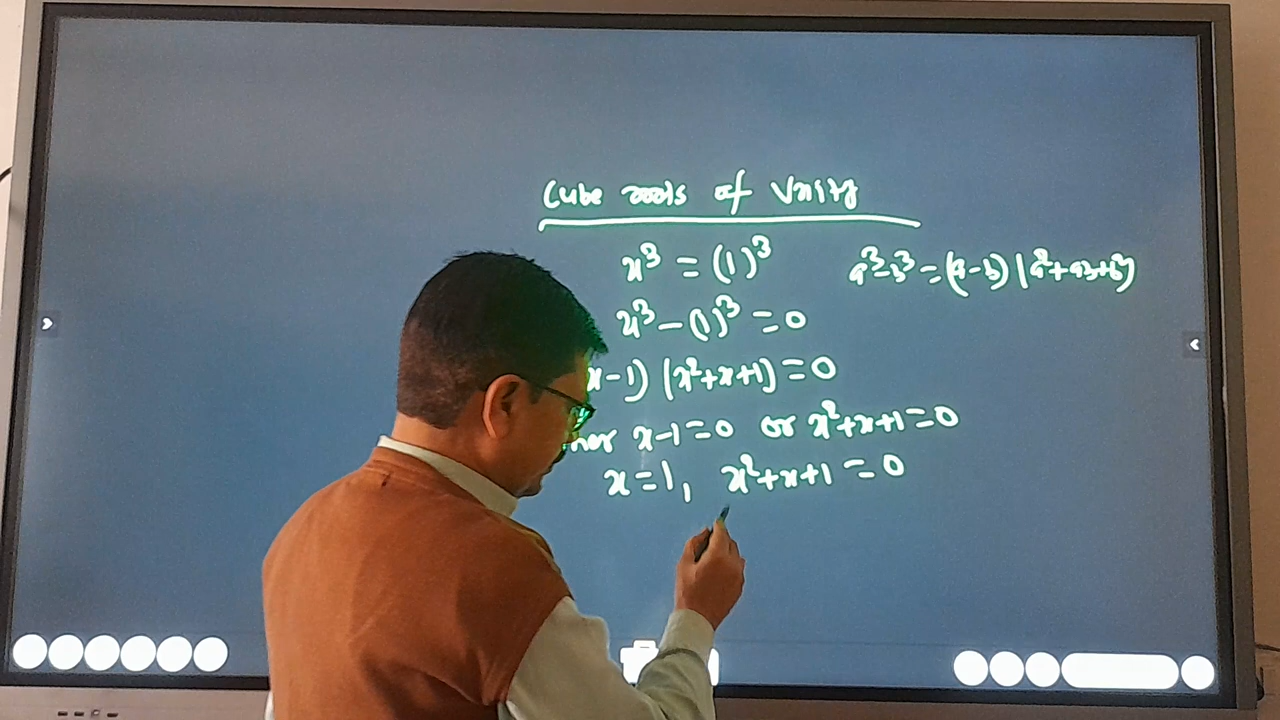 Cube roots of Unity
x³ = (1)³
a³-b³ = (a-b) (a²+ab+b²)
x³ - (1)³ = 0
x-1) (x²+x+1) = 0
x-1=0 or x²+x+1=0
x=1, x²+x+1 = 0